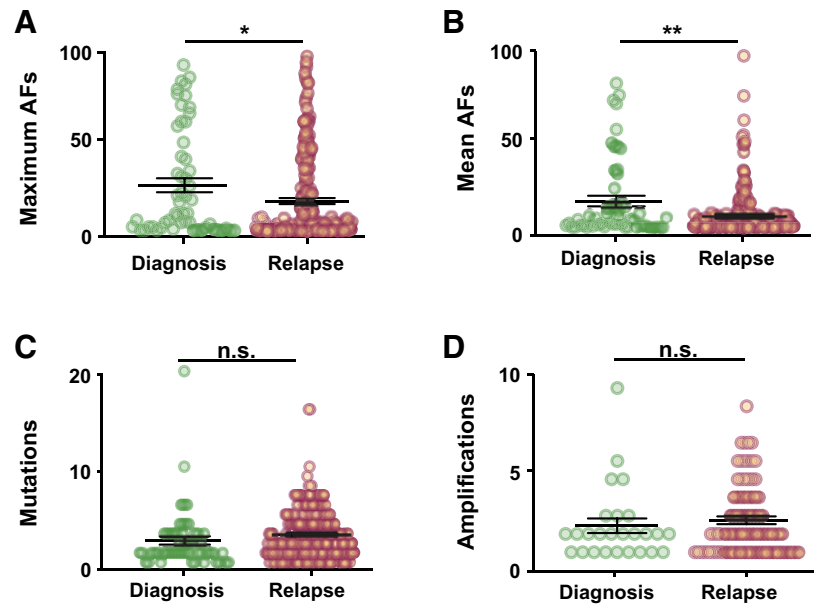 A
*
Maximum AFs
100
50
0
Diagnosis
Relapse
B
**
Mean AFs
100
50
0
Diagnosis
Relapse
C
n.s.
Mutations
20
10
0
Diagnosis
Relapse
D
n.s.
Amplifications
10
5
0
Diagnosis
Relapse